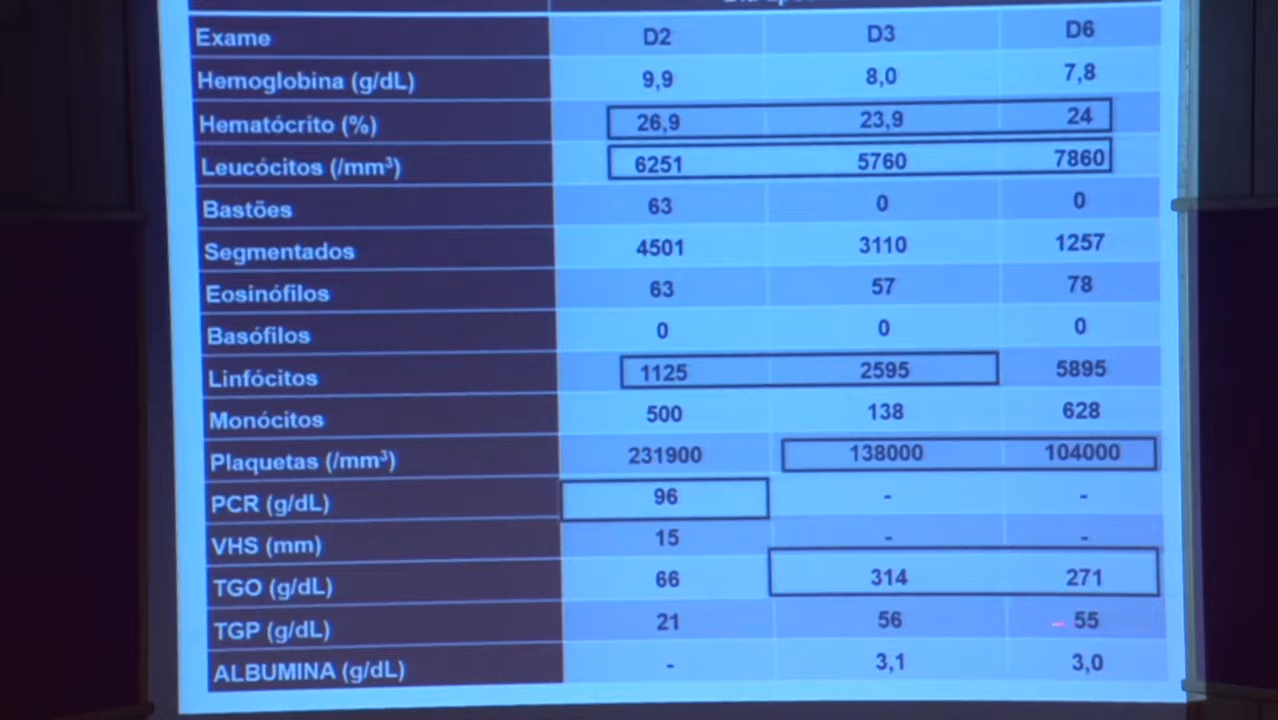 Exame D2 D3 D6
Hemoglobina (g/dL) 9,9 8,0 7,8
Hematócrito (%) 26,9 23,9 24
Leucócitos (/mm³) 6251 5760 7860
Bastões 63 0 0
Segmentados 4501 3110 1257
Eosinófilos 63 57 78
Basófilos 0 0 0
Linfócitos 1125 2595 5895
Monócitos 500 138 628
Plaquetas (/mm³) 231900 138000 104000
PCR (g/dL) 96 - -
VHS (mm) 15 - -
TGO (g/dL) 66 314 271
TGP (g/dL) 21 56 55
ALBUMINA (g/dL) - 3,1 3,0